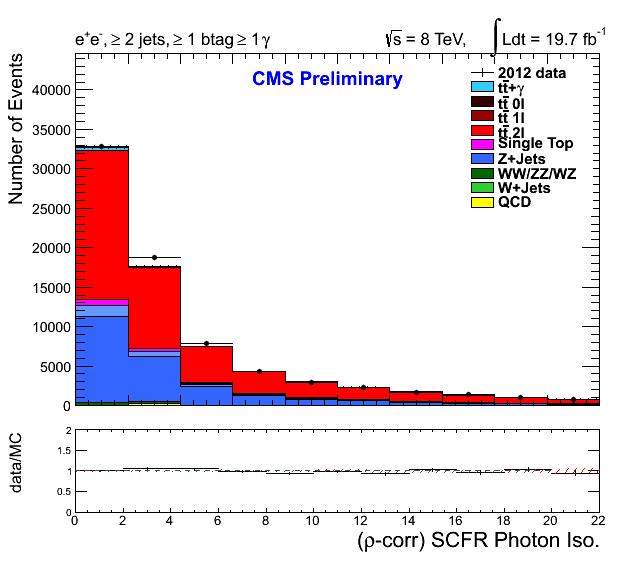 e⁺e⁻, ≥ 2 jets, ≥ 1 btag ≥ 1 γ
√s = 8 TeV, ∫ Ldt = 19.7 fb⁻¹
CMS Preliminary
2012 data
tt̄+γ
tt̄ 0l
tt̄ 1l
tt̄ 2l
Single Top
Z+Jets
WW/ZZ/WZ
W+Jets
QCD
Number of Events
40000
35000
30000
25000
20000
15000
10000
5000
0
data/MC
2
1.5
1
0.5
0
0 2 4 6 8 10 12 14 16 18 20 22
(ρ-corr) SCFR Photon Iso.